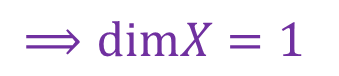 ⟹ dim𝑋 = 1